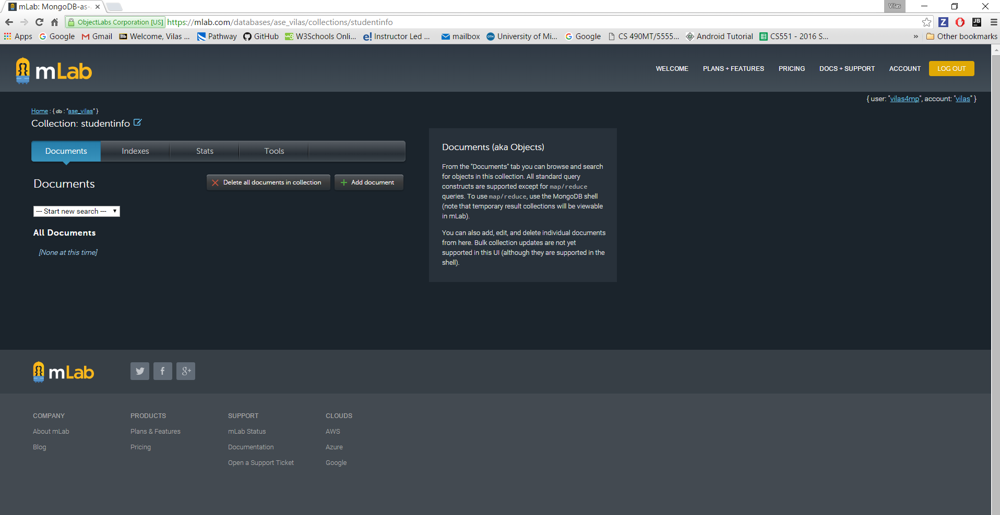 mLab: MongoDB-as-
Vilas
ObjectLabs Corporation [US] https://mlab.com/databases/ase_vilas/collections/studentinfo
Apps Google Gmail Welcome, Vilas ... Pathway GitHub W3Schools Onli... Instructor Led ... mailbox University of Mi... Google CS 490MT/5555... Android Tutorial CS551 - 2016 S... » Other bookmarks
mLab WELCOME PLANS + FEATURES PRICING DOCS + SUPPORT ACCOUNT LOG OUT
{ user: "vilas4mp", account: "vilas" }
Home : { db : "ase_vilas" }
Collection: studentinfo
Documents Indexes Stats Tools
Documents
Delete all documents in collection Add document
--- Start new search ---
All Documents
[None at this time]
Documents (aka Objects)
From the "Documents" tab you can browse and search
for objects in this collection. All standard query
constructs are supported except for map/reduce
queries. To use map/reduce, use the MongoDB shell
(note that temporary result collections will be viewable
in mLab).
You can also add, edit, and delete individual documents
from here. Bulk collection updates are not yet
supported in this UI (although they are supported in the
shell).
mLab
COMPANY PRODUCTS SUPPORT CLOUDS
About mLab Plans & Features mLab Status AWS
Blog Pricing Documentation Azure
Open a Support Ticket Google